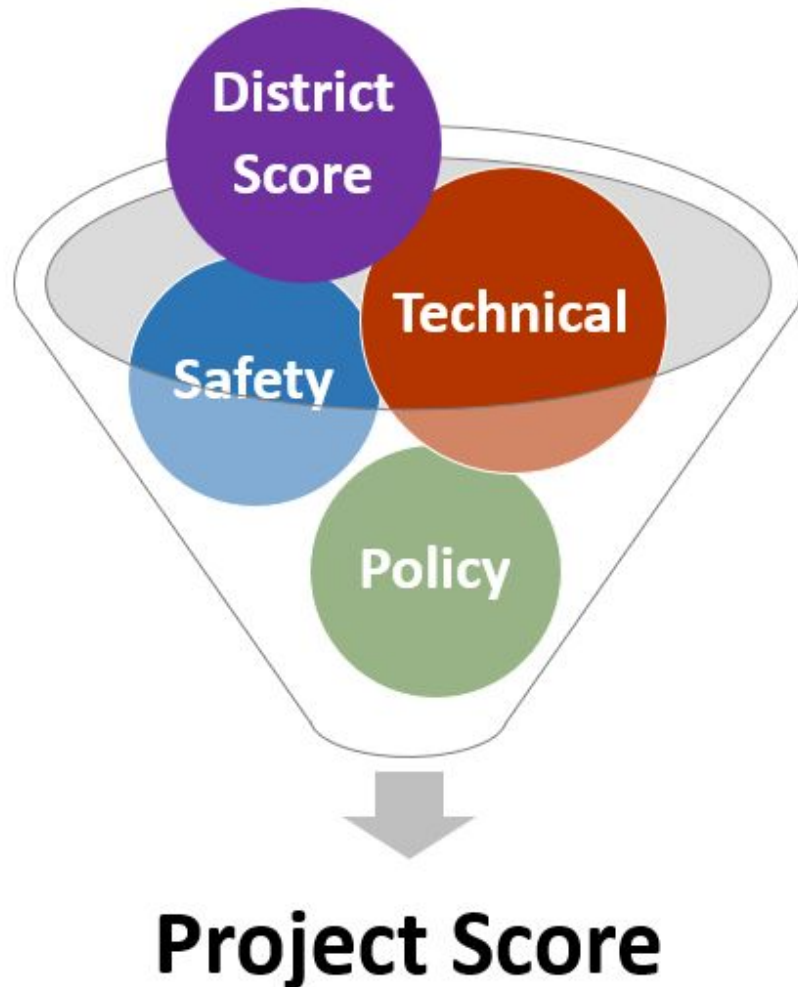 District
Score
Technical
Safety
Policy
Project Score